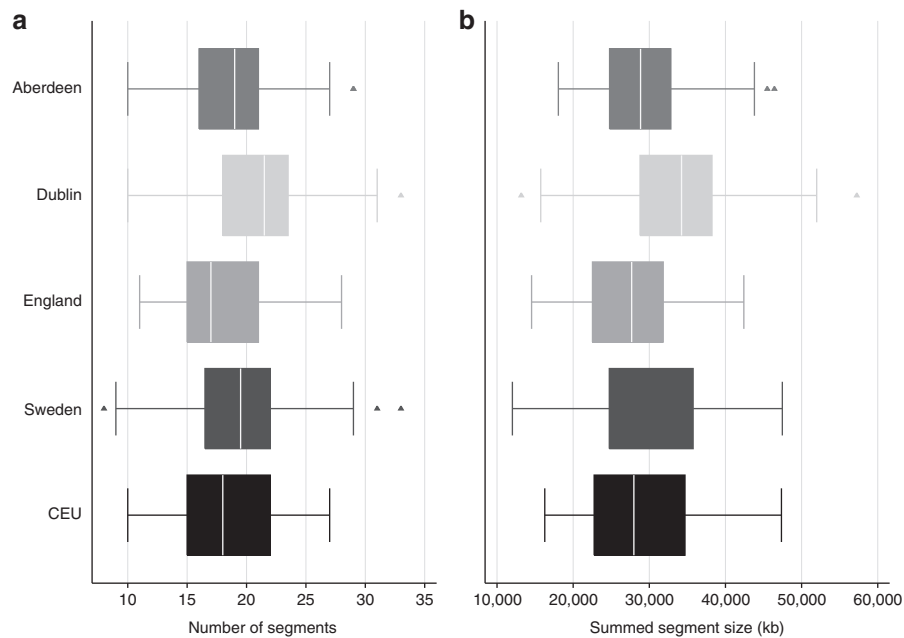 a
b
Aberdeen
Dublin
England
Sweden
CEU
10 15 20 25 30 35
Number of segments
10,000 20,000 30,000 40,000 50,000 60,000
Summed segment size (kb)